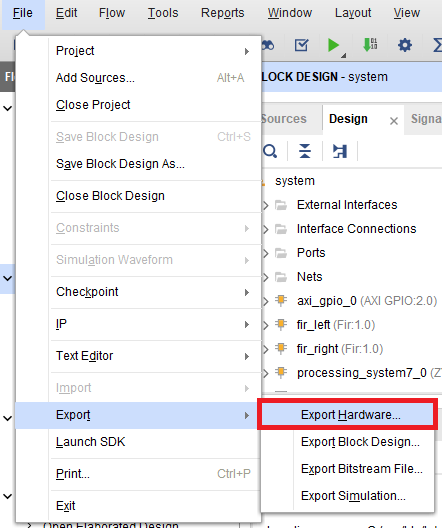 File Edit Flow Tools Reports Window Layout View
Project
Add Sources... Alt+A
Close Project
Save Block Design Ctrl+S
Save Block Design As...
Close Block Design
Constraints
Simulation Waveform
Checkpoint
IP
Text Editor
Import
Export
Launch SDK
Print... Ctrl+P
Exit
Open Elaborated Design
LOCK DESIGN - system
Sources Design Signa
system
External Interfaces
Interface Connections
Ports
Nets
axi_gpio_0 (AXI GPIO:2.0)
fir_left (Fir:1.0)
fir_right (Fir:1.0)
processing_system7_0 (Z
Export Hardware...
Export Block Design...
Export Bitstream File...
Export Simulation...